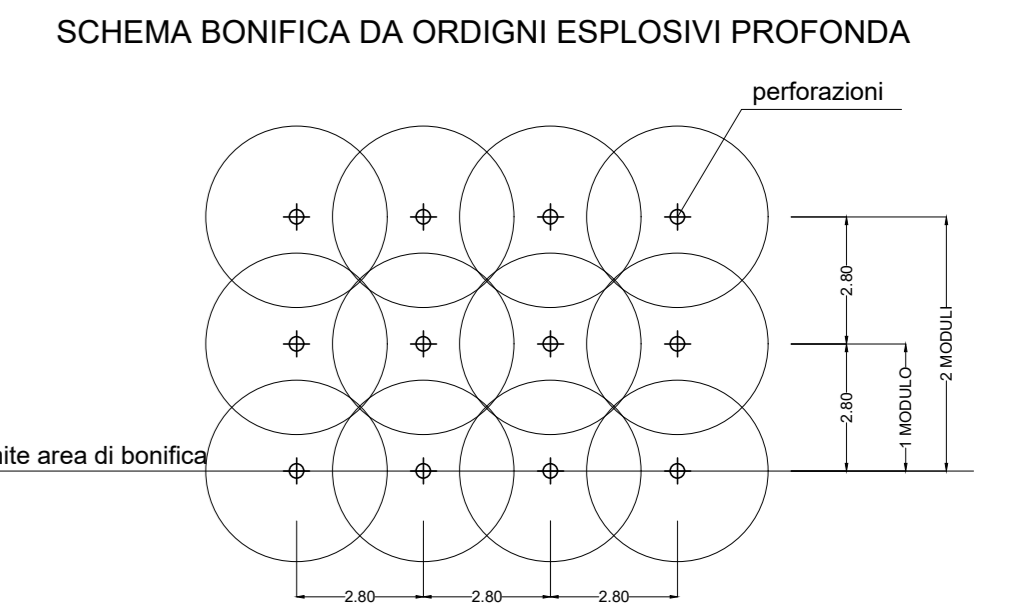 SCHEMA BONIFICA DA ORDIGNI ESPLOSIVI PROFONDA
perforazioni
2.80
2 MODULI
2.80
1 MODULO
area di bonifica
2.80
2.80
2.80